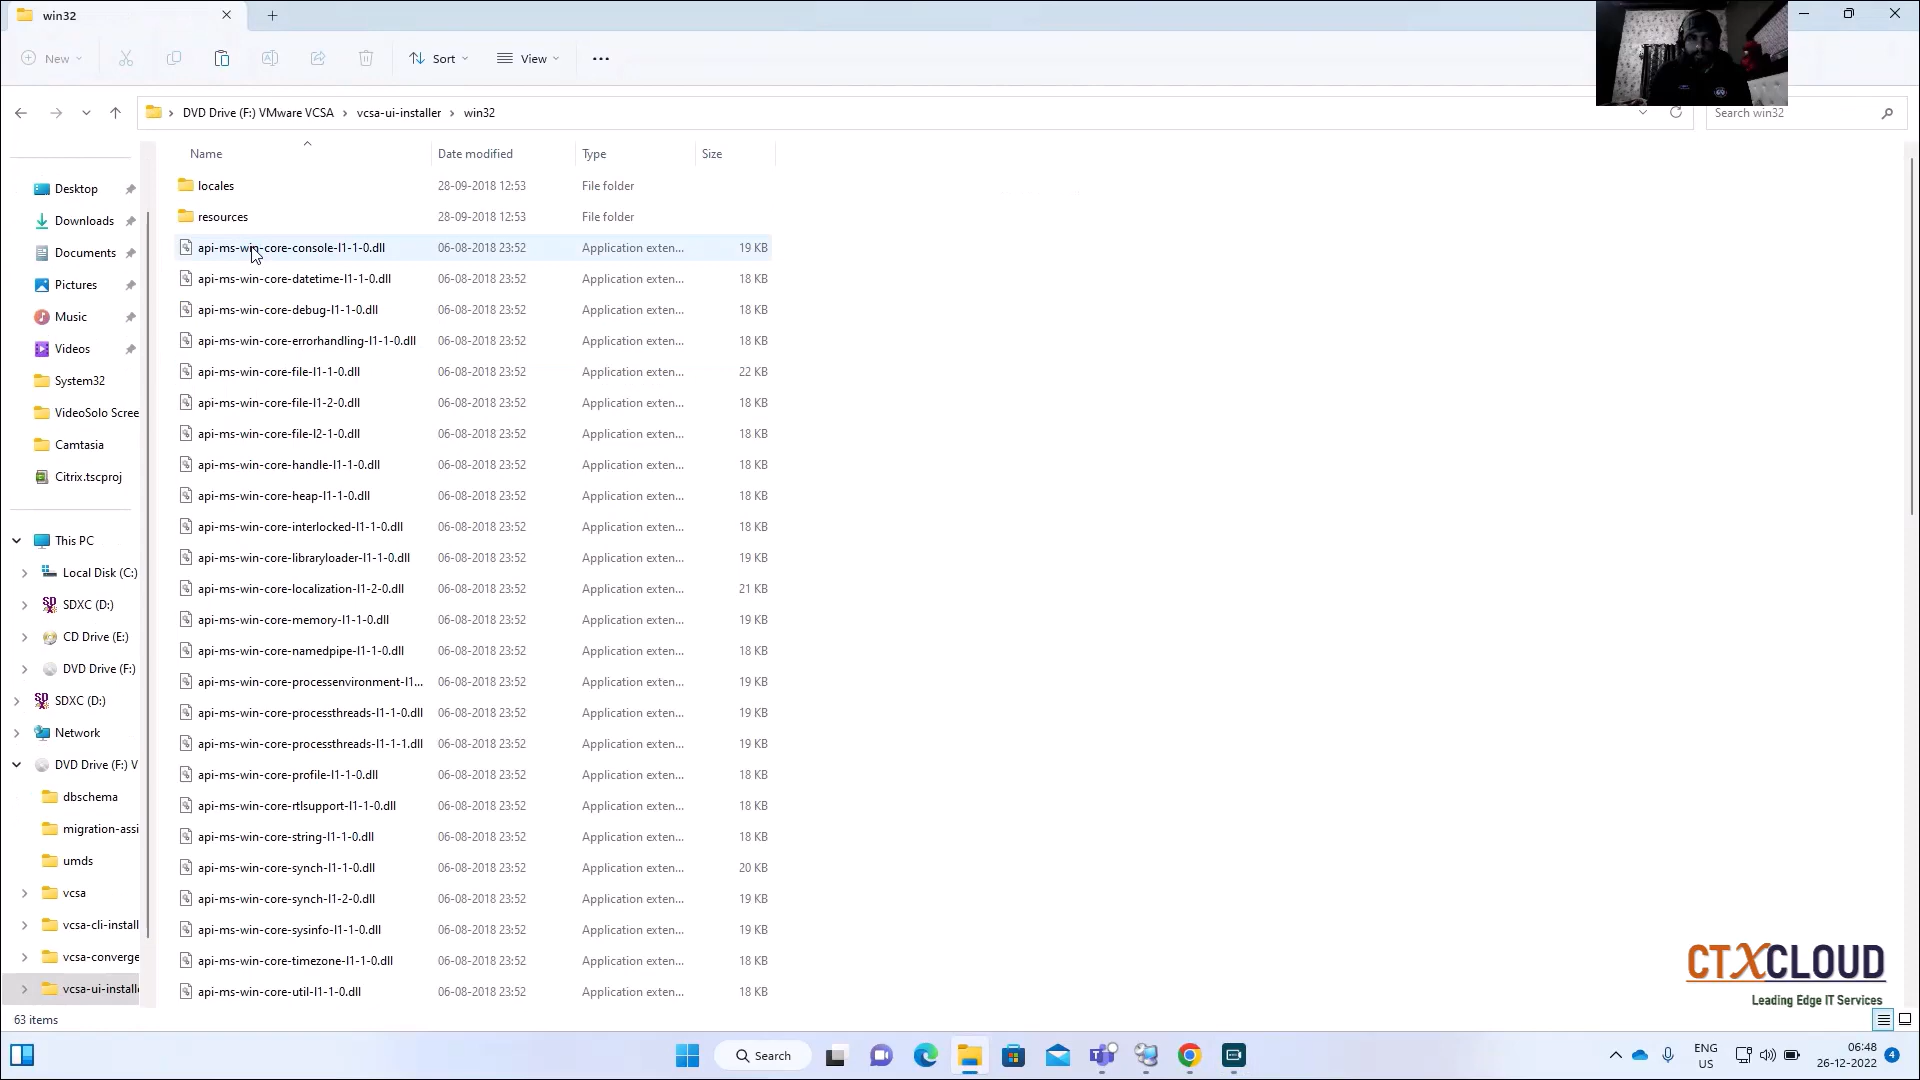 win32
New
Sort
View
DVD Drive (F:) VMware VCSA
vcsa-ui-installer
win32
Search win32
Name
Date modified
Type
Size
Desktop
Downloads
Documents
Pictures
Music
Videos
System32
VideoSolo Scree
Camtasia
Citrix.tscproj
This PC
Local Disk (C:)
SDXC (D:)
CD Drive (E:)
DVD Drive (F:)
SDXC (D:)
Network
DVD Drive (F:) V
dbschema
migration-assi
umds
vcsa
vcsa-cli-install
vcsa-converge
vcsa-ui-installe
locales 28-09-2018 12:53 File folder
resources 28-09-2018 12:53 File folder
api-ms-win-core-console-l1-1-0.dll 06-08-2018 23:52 Application exten... 19 KB
api-ms-win-core-datetime-l1-1-0.dll 06-08-2018 23:52 Application exten... 18 KB
api-ms-win-core-debug-l1-1-0.dll 06-08-2018 23:52 Application exten... 18 KB
api-ms-win-core-errorhandling-l1-1-0.dll 06-08-2018 23:52 Application exten... 18 KB
api-ms-win-core-file-l1-1-0.dll 06-08-2018 23:52 Application exten... 22 KB
api-ms-win-core-file-l1-2-0.dll 06-08-2018 23:52 Application exten... 18 KB
api-ms-win-core-file-l2-1-0.dll 06-08-2018 23:52 Application exten... 18 KB
api-ms-win-core-handle-l1-1-0.dll 06-08-2018 23:52 Application exten... 18 KB
api-ms-win-core-heap-l1-1-0.dll 06-08-2018 23:52 Application exten... 18 KB
api-ms-win-core-interlocked-l1-1-0.dll 06-08-2018 23:52 Application exten... 18 KB
api-ms-win-core-libraryloader-l1-1-0.dll 06-08-2018 23:52 Application exten... 19 KB
api-ms-win-core-localization-l1-2-0.dll 06-08-2018 23:52 Application exten... 21 KB
api-ms-win-core-memory-l1-1-0.dll 06-08-2018 23:52 Application exten... 19 KB
api-ms-win-core-namedpipe-l1-1-0.dll 06-08-2018 23:52 Application exten... 18 KB
api-ms-win-core-processenvironment-l1... 06-08-2018 23:52 Application exten... 19 KB
api-ms-win-core-processthreads-l1-1-0.dll 06-08-2018 23:52 Application exten... 19 KB
api-ms-win-core-processthreads-l1-1-1.dll 06-08-2018 23:52 Application exten... 19 KB
api-ms-win-core-profile-l1-1-0.dll 06-08-2018 23:52 Application exten... 18 KB
api-ms-win-core-rtlsupport-l1-1-0.dll 06-08-2018 23:52 Application exten... 18 KB
api-ms-win-core-string-l1-1-0.dll 06-08-2018 23:52 Application exten... 18 KB
api-ms-win-core-synch-l1-1-0.dll 06-08-2018 23:52 Application exten... 20 KB
api-ms-win-core-synch-l1-2-0.dll 06-08-2018 23:52 Application exten... 19 KB
api-ms-win-core-sysinfo-l1-1-0.dll 06-08-2018 23:52 Application exten... 19 KB
api-ms-win-core-timezone-l1-1-0.dll 06-08-2018 23:52 Application exten... 18 KB
api-ms-win-core-util-l1-1-0.dll 06-08-2018 23:52 Application exten... 18 KB
CTXCLOUD
Leading Edge IT Services
63 items
Search
ENG
US
06:48
26-12-2022
4